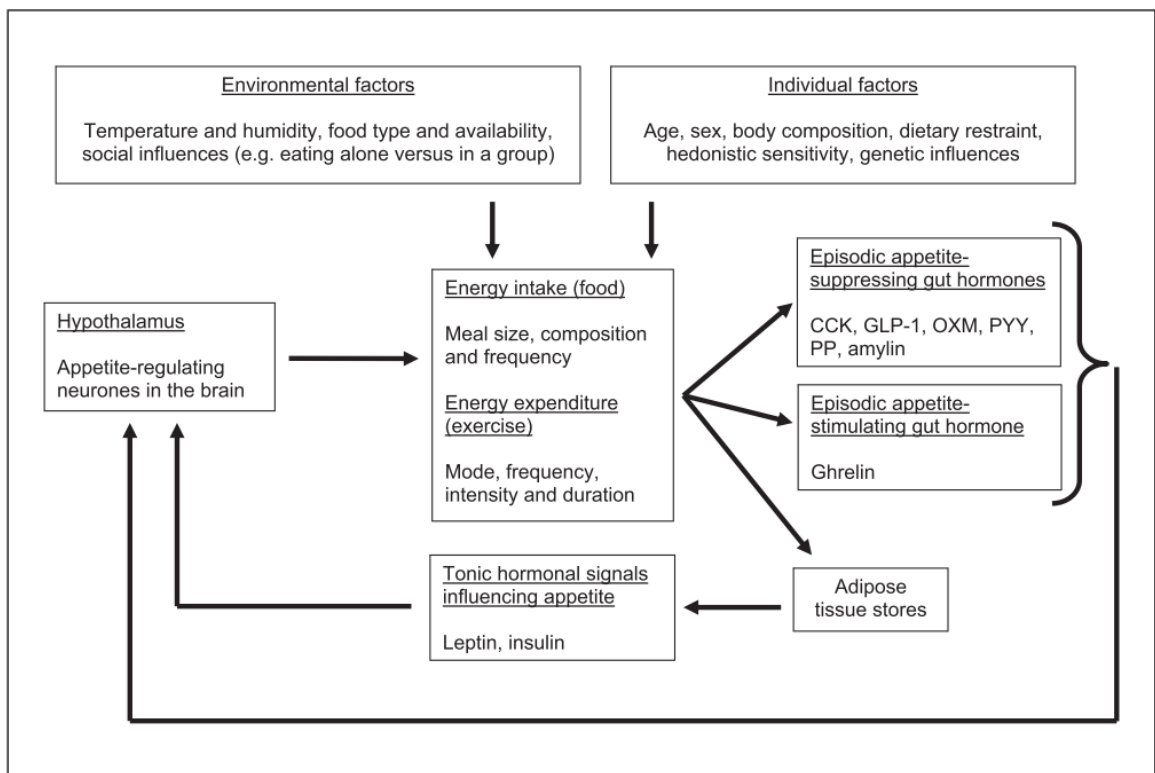 Environmental factors
Temperature and humidity, food type and availability,
social influences (e.g. eating alone versus in a group)
Individual factors
Age, sex, body composition, dietary restraint,
hedonistic sensitivity, genetic influences
Hypothalamus
Appetite-regulating
neurones in the brain
Energy intake (food)
Meal size, composition
and frequency
Energy expenditure
(exercise)
Mode, frequency,
intensity and duration
Episodic appetite-
suppressing gut hormones
CCK, GLP-1, OXM, PYY,
PP, amylin
Episodic appetite-
stimulating gut hormone
Ghrelin
Tonic hormonal signals
influencing appetite
Leptin, insulin
Adipose
tissue stores